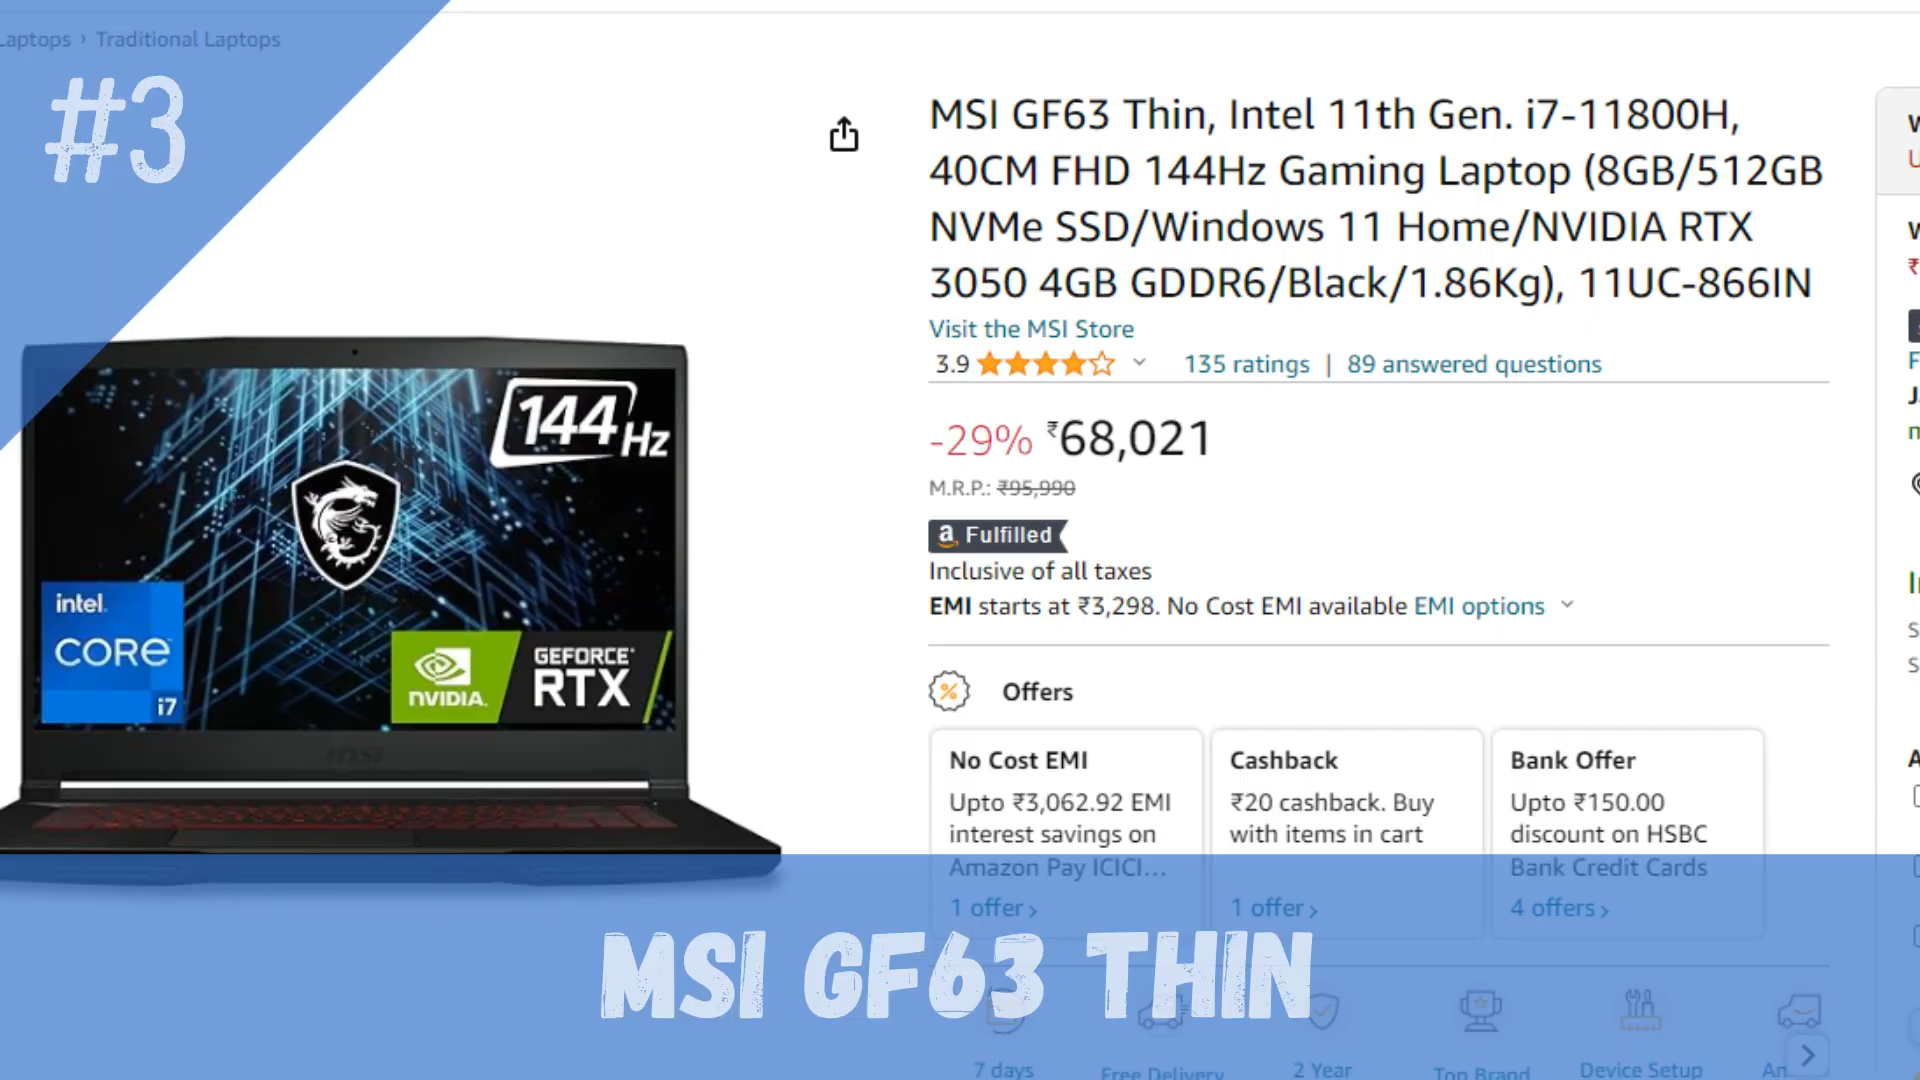 Laptops › Traditional Laptops
#3
MSI GF63 Thin, Intel 11th Gen. i7-11800H,
40CM FHD 144Hz Gaming Laptop (8GB/512GB
NVMe SSD/Windows 11 Home/NVIDIA RTX
3050 4GB GDDR6/Black/1.86Kg), 11UC-866IN
Visit the MSI Store
3.9 135 ratings | 89 answered questions
-29% ₹68,021
M.R.P.: ₹95,990
a Fulfilled
Inclusive of all taxes
EMI starts at ₹3,298. No Cost EMI available EMI options
144Hz
intel.
CORE™
i7
NVIDIA.
GEFORCE®
RTX
msi
Offers
No Cost EMI
Upto ₹3,062.92 EMI
interest savings on
Amazon Pay ICICI…
1 offer ›
Cashback
₹20 cashback. Buy
with items in cart
1 offer ›
Bank Offer
Upto ₹150.00
discount on HSBC
Bank Credit Cards
4 offers ›
MSI GF63 THIN
7 days
Free Delivery
2 Year
Top Brand
Device Setup